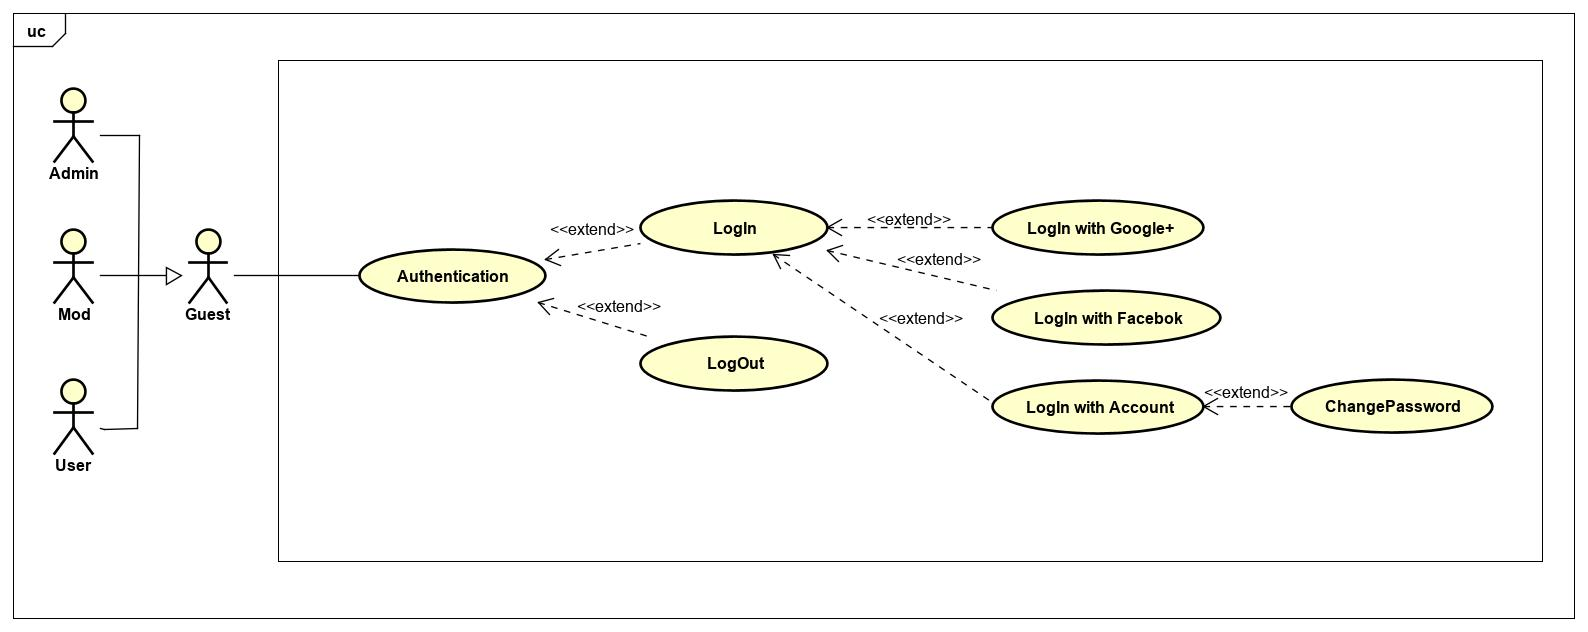 uc
Admin
Mod
User
Guest
Authentication
<<extend>>
LogIn
<<extend>>
LogOut
<<extend>>
LogIn with Google+
<<extend>>
LogIn with Facebok
<<extend>>
LogIn with Account
<<extend>>
ChangePassword